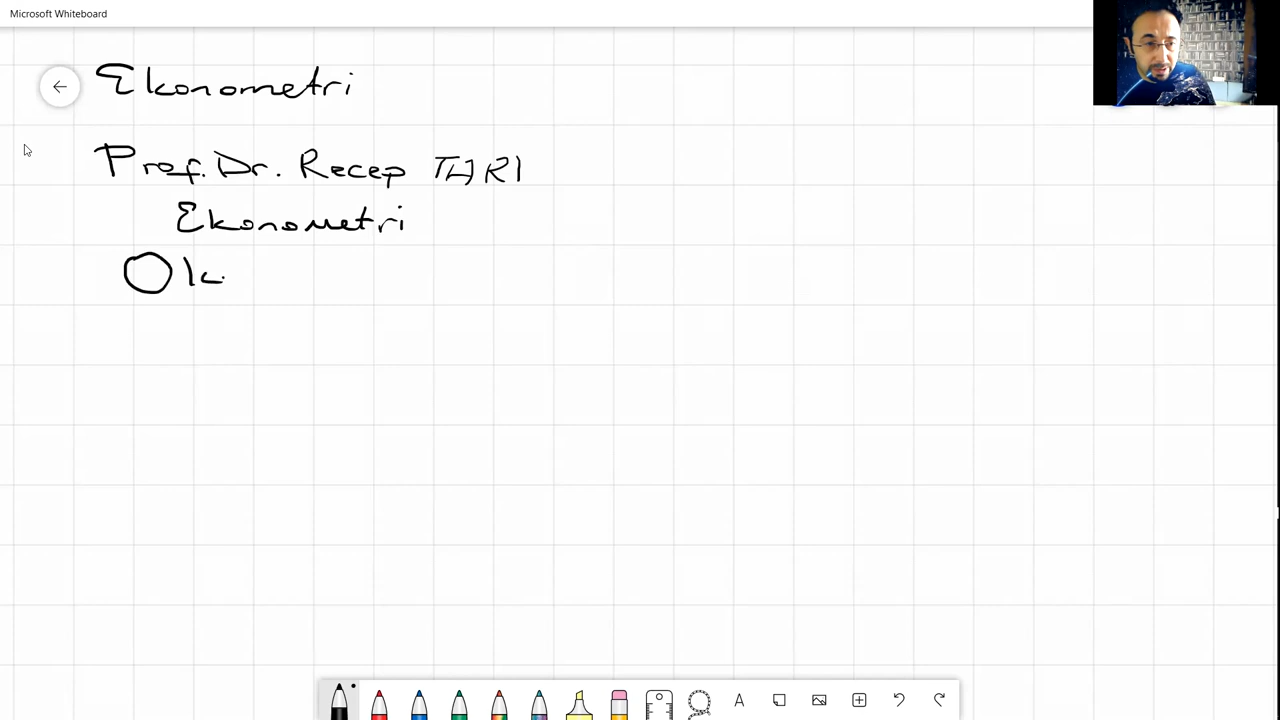 Microsoft Whiteboard
Ekonometri
Prof. Dr. Recep TARI
Ekonometri
A